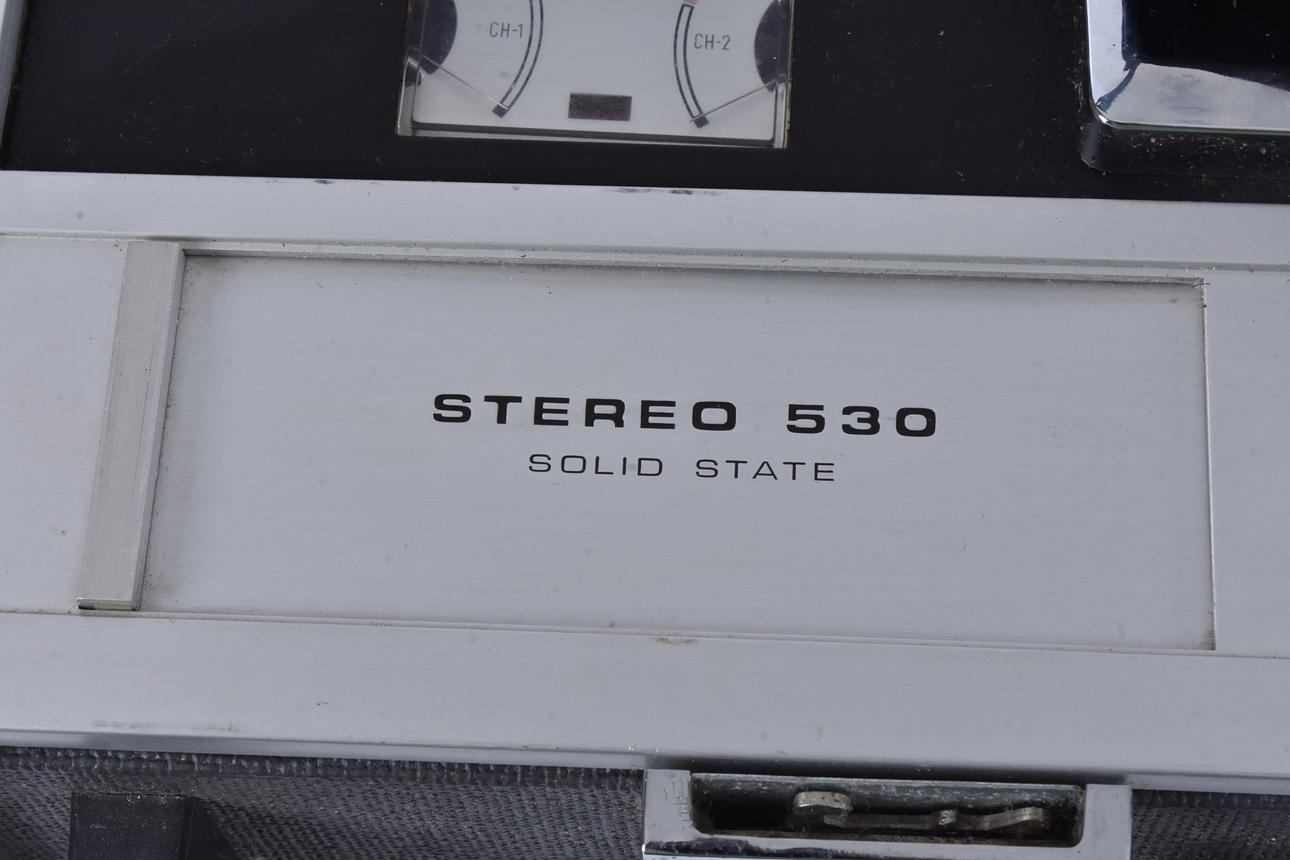 CH-1 CH-2
STEREO 530
SOLID STATE